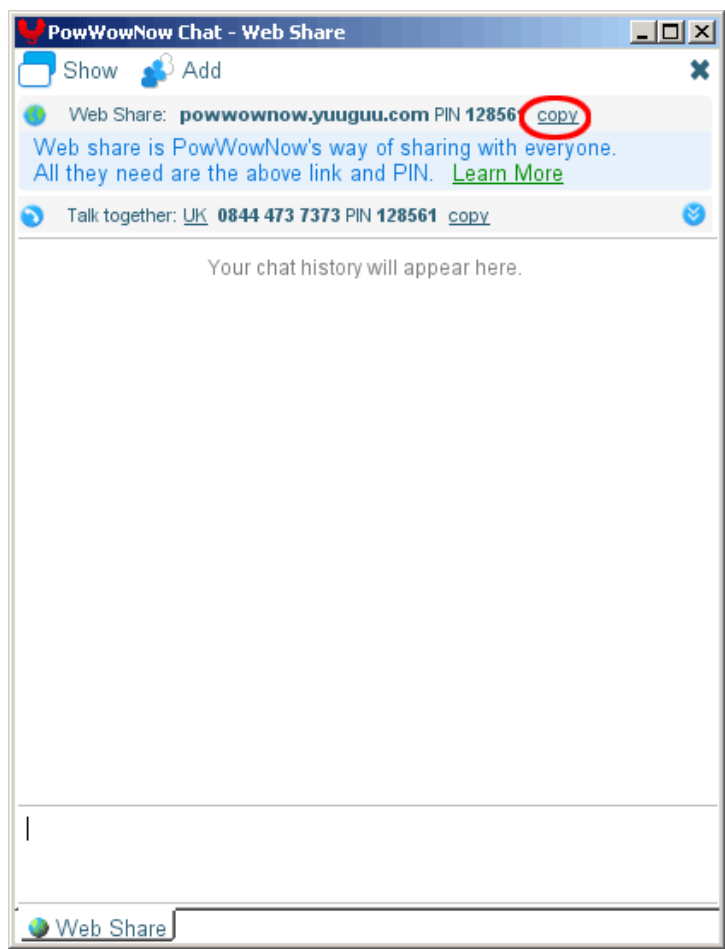 PowWowNow Chat - Web Share
Show Add
Web Share: powwownow.yuuguu.com PIN 128561 copy
Web share is PowWowNow's way of sharing with everyone.
All they need are the above link and PIN. Learn More
Talk together: UK 0844 473 7373 PIN 128561 copy
Your chat history will appear here.
Web Share